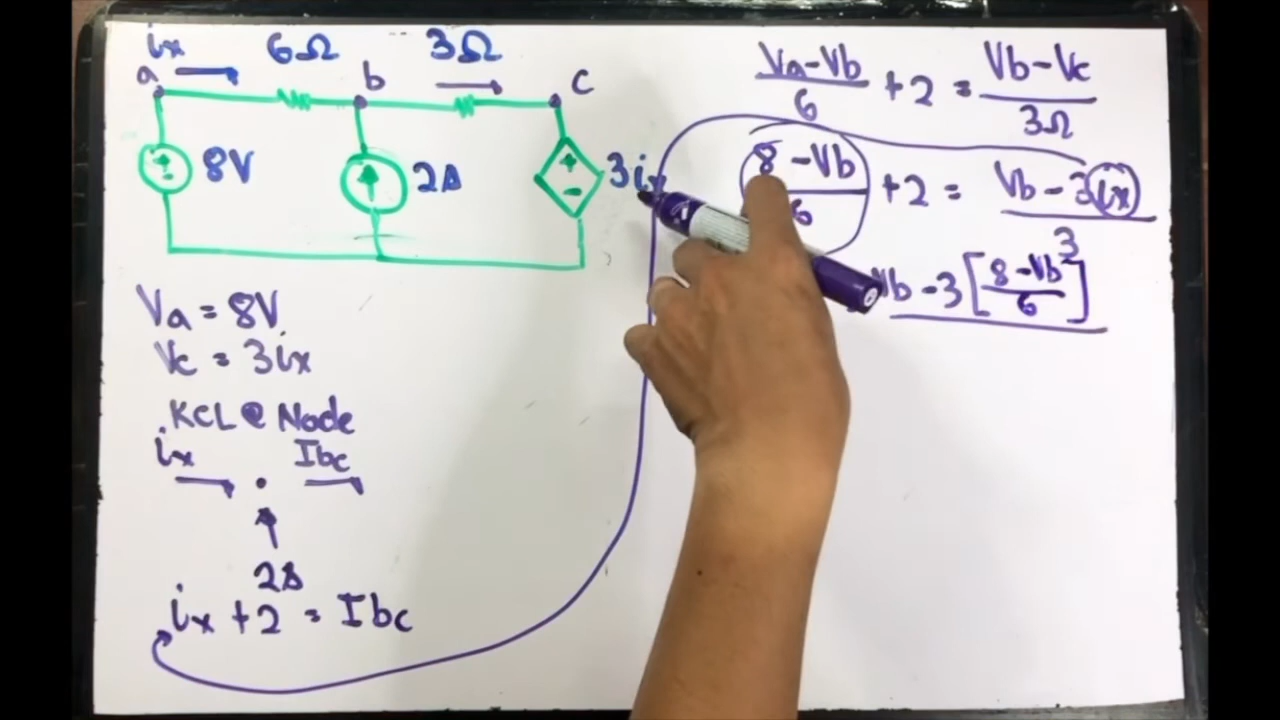 ix 6Ω 3Ω
a b c
8V 2A 3ix
+ -
Va = 8V
Vc = 3ix
KCL @ Node
ix Ibc
2A
ix + 2 = Ibc
Va-Vb/6 + 2 = Vb-Vc/3Ω
8-Vb/6 + 2 = Vb-3ix/3
Vb-3[8-Vb/6]